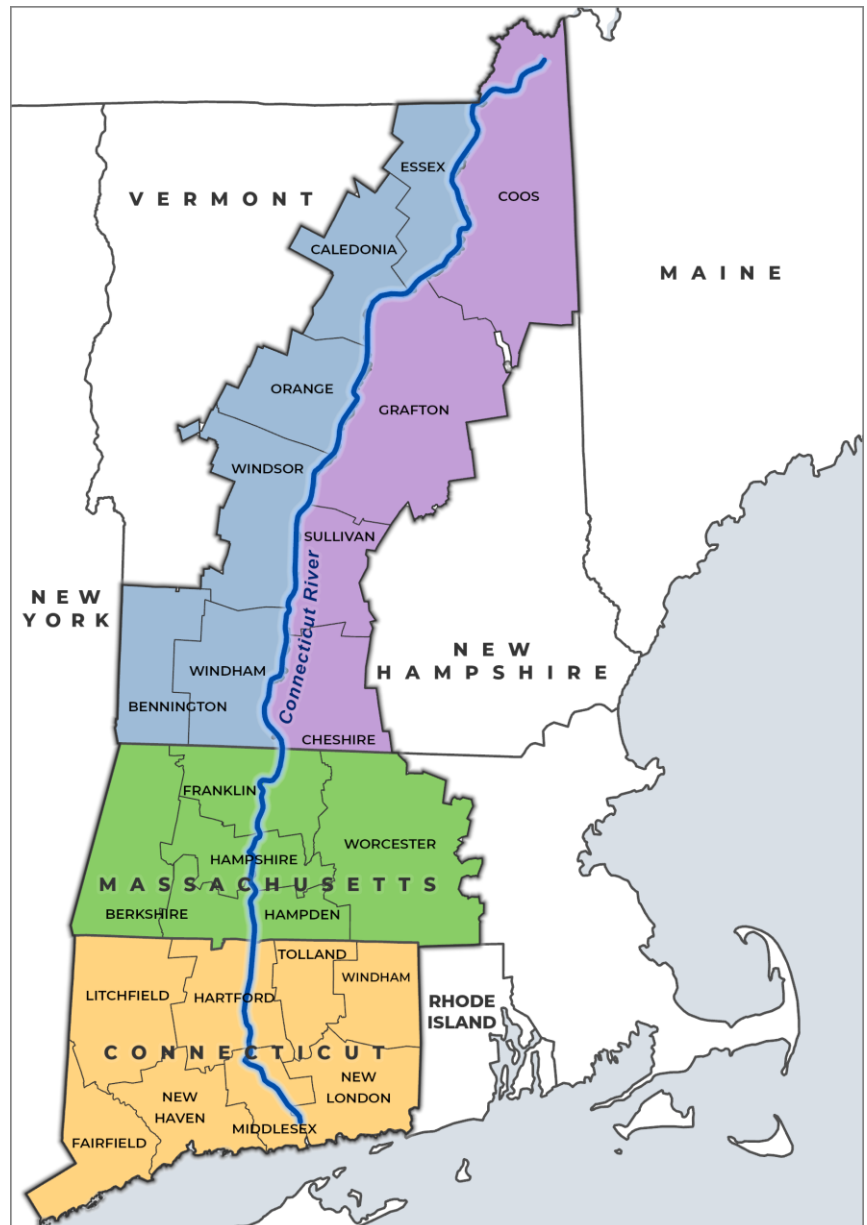 ESSEX
COOS
VERMONT
CALEDONIA
MAINE
ORANGE
GRAFTON
WINDSOR
SULLIVAN
Connecticut River
NEW
YORK
NEW
HAMPSHIRE
WINDHAM
BENNINGTON
CHESHIRE
FRANKLIN
WORCESTER
HAMPSHIRE
MASSACHUSETTS
BERKSHIRE
HAMPDEN
TOLLAND
WINDHAM
LITCHFIELD
HARTFORD
RHODE
ISLAND
CONNECTICUT
NEW
LONDON
NEW
HAVEN
MIDDLESEX
FAIRFIELD